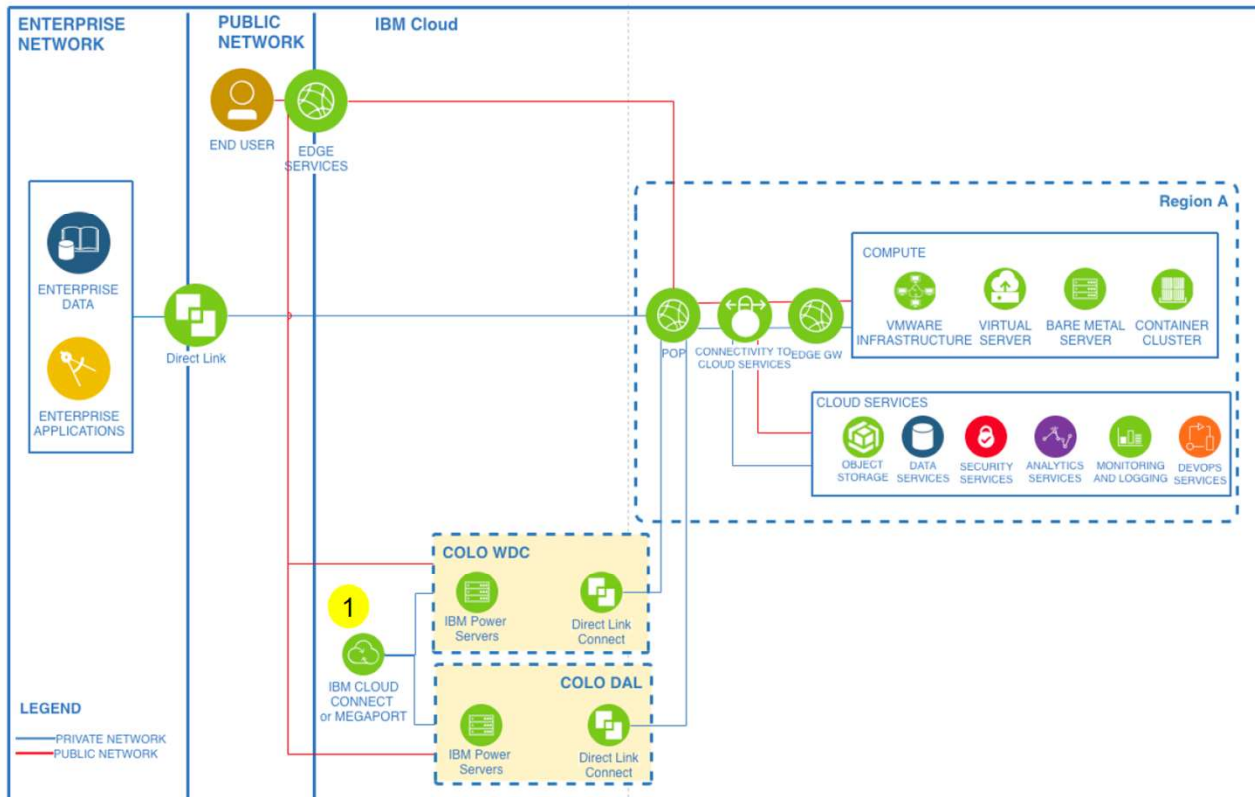 ENTERPRISE
NETWORK
PUBLIC
NETWORK
IBM Cloud
END USER
EDGE
SERVICES
ENTERPRISE
DATA
ENTERPRISE
APPLICATIONS
Direct Link
Region A
POP
CONNECTIVITY TO
CLOUD SERVICES
EDGE GW
COMPUTE
VMWARE
INFRASTRUCTURE
VIRTUAL
SERVER
BARE METAL
SERVER
CONTAINER
CLUSTER
CLOUD SERVICES
OBJECT
STORAGE
DATA
SERVICES
SECURITY
SERVICES
ANALYTICS
SERVICES
MONITORING
AND LOGGING
DEVOPS
SERVICES
COLO WDC
IBM Power
Servers
Direct Link
Connect
1
IBM CLOUD
CONNECT
or MEGAPORT
COLO DAL
IBM Power
Servers
Direct Link
Connect
LEGEND
PRIVATE NETWORK
PUBLIC NETWORK